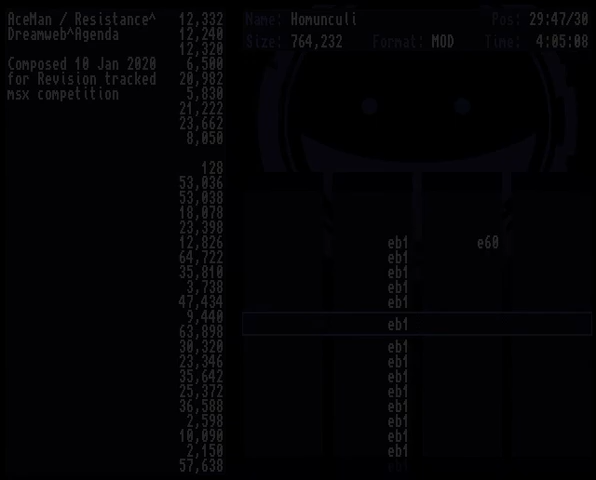 AceMan / Resistance^ 12,332
Dreamweb^Agenda 12,240
12,320
Composed 10 Jan 2020 6,500
for Revision tracked 20,982
msx competition 5,830
21,222
23,662
8,050
128
53,036
53,038
18,078
23,398
12,826
64,722
35,810
3,738
47,434
9,440
63,898
30,320
23,346
35,642
25,372
36,588
2,598
10,090
2,150
57,638
Name: Homunculi Pos: 29:47/30
Size: 764,232 Format: MOD Time: 4:05:08
eb1 e60
eb1
eb1
eb1
eb1
eb1
eb1
eb1
eb1
eb1
eb1
eb1
eb1
eb1
eb1